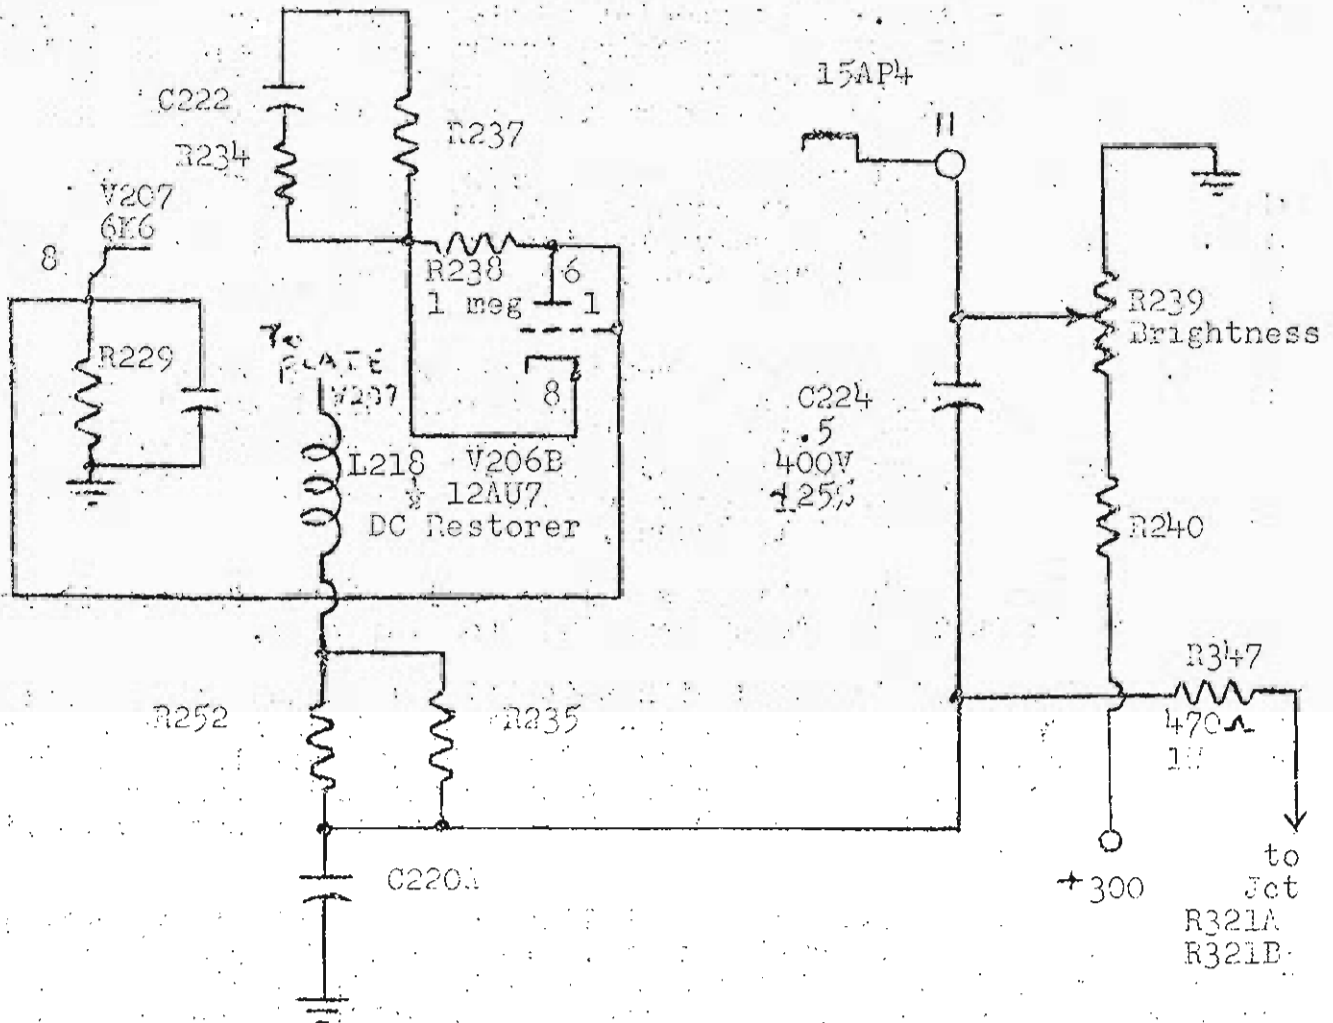 15AP4
C222
11
R237
R234
V207
6K6
8
R238
6
1 meg
1
R239
Brightness
To
PLATE
R229
V207
8
C224
.5
400V
L218
V206B
½ 12AU7
DC Restorer
R240
R347
R252
R235
470
1W
C220A
+300
to
Jct
R321A
R321B